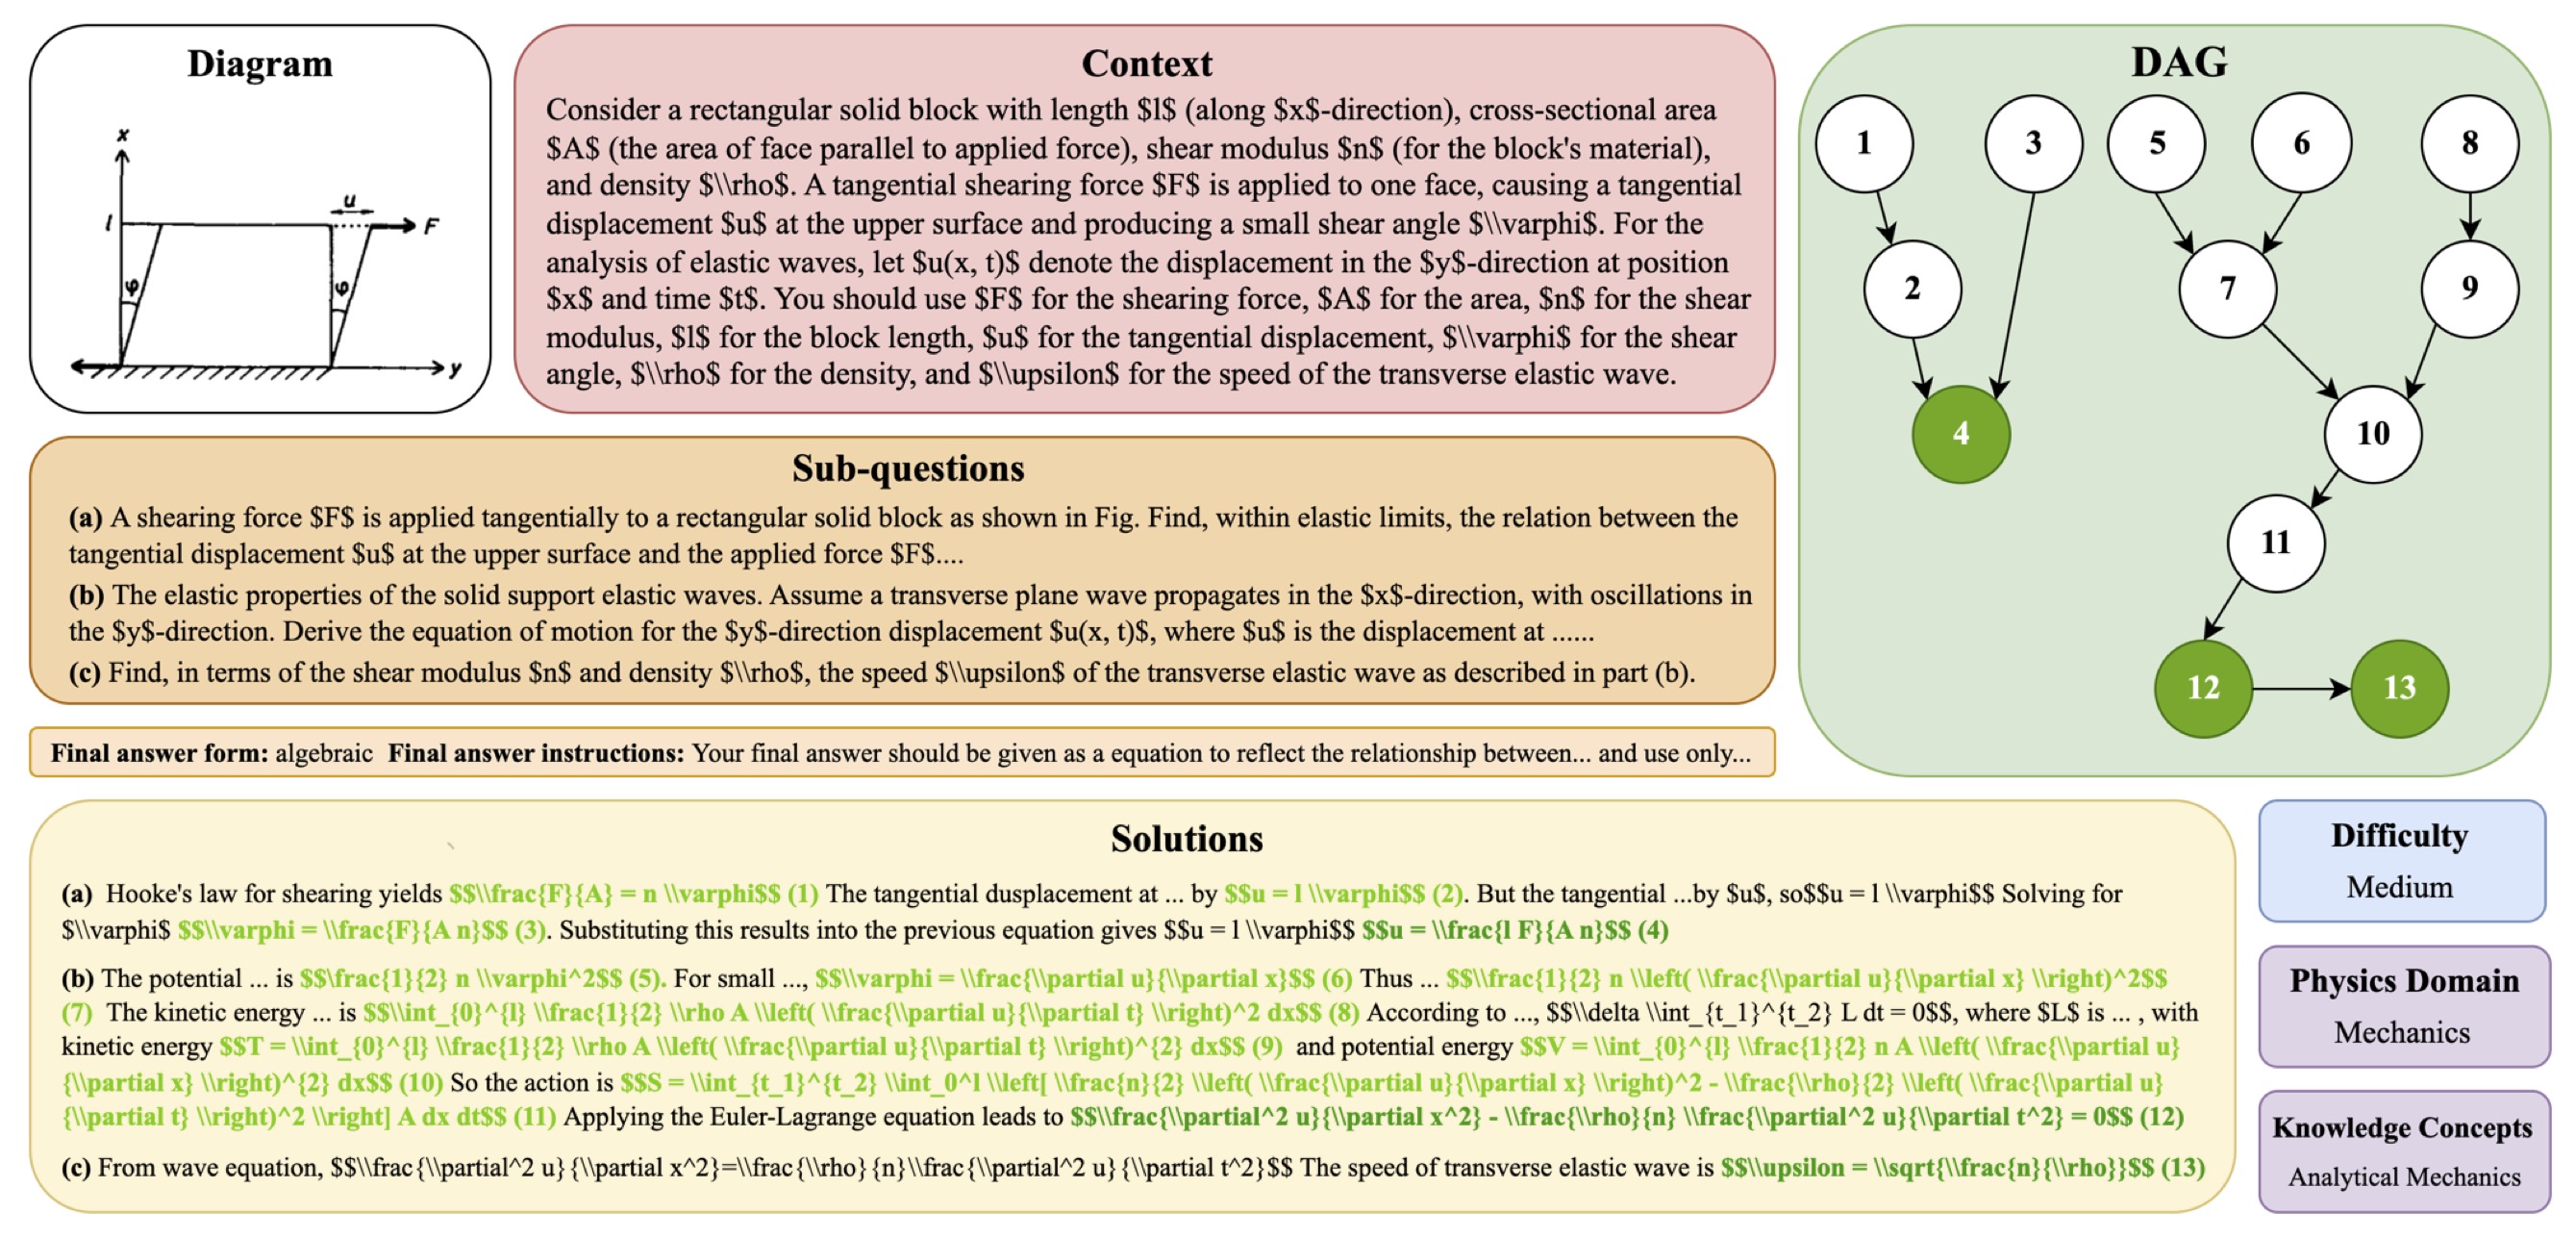 Diagram
x
u
l
F
φ
φ
y
Context
Consider a rectangular solid block with length $l$ (along $x$-direction), cross-sectional area
$A$ (the area of face parallel to applied force), shear modulus $n$ (for the block's material),
and density $\\rho$. A tangential shearing force $F$ is applied to one face, causing a tangential
displacement $u$ at the upper surface and producing a small shear angle $\\varphi$. For the
analysis of elastic waves, let $u(x, t)$ denote the displacement in the $y$-direction at position
$x$ and time $t$. You should use $F$ for the shearing force, $A$ for the area, $n$ for the shear
modulus, $l$ for the block length, $u$ for the tangential displacement, $\\varphi$ for the shear
angle, $\\rho$ for the density, and $\\upsilon$ for the speed of the transverse elastic wave.
DAG
1
3
5
6
8
2
7
9
4
10
11
12
13
Sub-questions
(a) A shearing force $F$ is applied tangentially to a rectangular solid block as shown in Fig. Find, within elastic limits, the relation between the
tangential displacement $u$ at the upper surface and the applied force $F$....
(b) The elastic properties of the solid support elastic waves. Assume a transverse plane wave propagates in the $x$-direction, with oscillations in
the $y$-direction. Derive the equation of motion for the $y$-direction displacement $u(x, t)$, where $u$ is the displacement at ......
(c) Find, in terms of the shear modulus $n$ and density $\\rho$, the speed $\\upsilon$ of the transverse elastic wave as described in part (b).
Final answer form: algebraic Final answer instructions: Your final answer should be given as a equation to reflect the relationship between... and use only...
Solutions
(a) Hooke's law for shearing yields $$\\frac{F}{A} = n \\varphi$$ (1) The tangential dusplacement at ... by $$u = l \\varphi$$ (2). But the tangential ...by $u$, so$$u = l \\varphi$$ Solving for
$\\varphi$ $$\\varphi = \\frac{F}{A n}$$ (3). Substituting this results into the previous equation gives $$u = l \\varphi$$ $$u = \\frac{l F}{A n}$$ (4)
(b) The potential ... is $$\frac{1}{2} n \\varphi^2$$ (5). For small ..., $$\\varphi = \\frac{\\partial u}{\\partial x}$$ (6) Thus ... $$\\frac{1}{2} n \\left( \\frac{\\partial u}{\\partial x} \\right)^2$$
(7) The kinetic energy ... is $$\\int_{0}^{l} \\frac{1}{2} \\rho A \\left( \\frac{\\partial u}{\\partial t} \\right)^2 dx$$ (8) According to ..., $$\\delta \\int_{t_1}^{t_2} L dt = 0$$, where $L$ is ... , with
kinetic energy $$T = \\int_{0}^{l} \\frac{1}{2} \\rho A \\left( \\frac{\\partial u}{\\partial t} \\right)^{2} dx$$ (9) and potential energy $$V = \\int_{0}^{l} \\frac{1}{2} n A \\left( \\frac{\\partial u}
{\\partial x} \\right)^{2} dx$$ (10) So the action is $$S = \\int_{t_1}^{t_2} \\int_0^l \\left[ \\frac{n}{2} \\left( \\frac{\\partial u}{\\partial x} \\right)^2 - \\frac{\\rho}{2} \\left( \\frac{\\partial u}
{\\partial t} \\right)^2 \\right] A dx dt$$ (11) Applying the Euler-Lagrange equation leads to $$\\frac{\\partial^2 u}{\\partial x^2} - \\frac{\\rho}{n} \\frac{\\partial^2 u}{\\partial t^2} = 0$$ (12)
(c) From wave equation, $$\\frac{\\partial^2 u} {\\partial x^2}=\\frac{\\rho} {n}\\frac{\\partial^2 u} {\\partial t^2}$$ The speed of transverse elastic wave is $$\\upsilon = \\sqrt{\\frac{n}{\\rho}}$$ (13)
Difficulty
Medium
Physics Domain
Mechanics
Knowledge Concepts
Analytical Mechanics